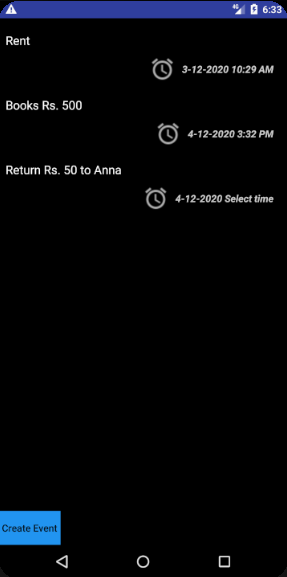 4G 6:33
Rent
3-12-2020 10:29 AM
Books Rs. 500
4-12-2020 3:32 PM
Return Rs. 50 to Anna
4-12-2020 Select time
Create Event